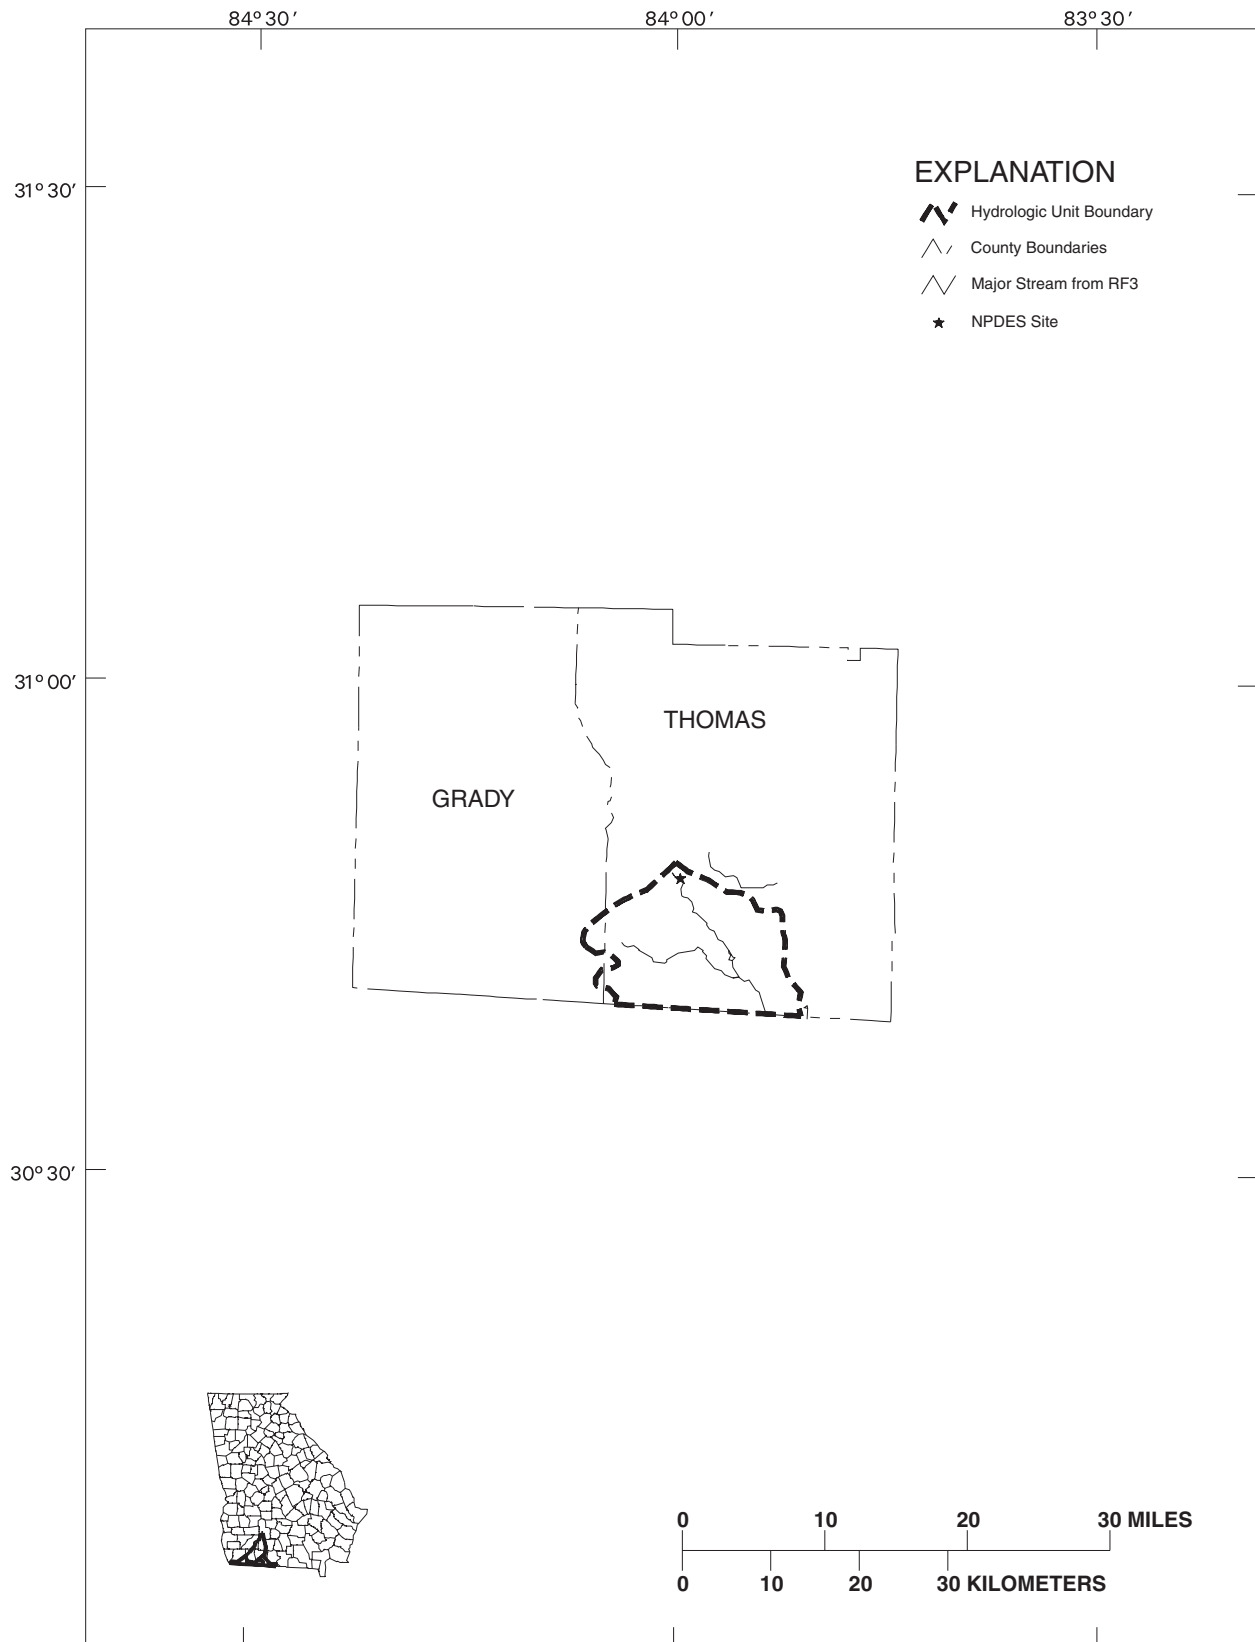 84° 30′ 84° 00′ 83° 30′
31° 30′
EXPLANATION
Hydrologic Unit Boundary
County Boundaries
Major Stream from RF3
NPDES Site
31° 00′
THOMAS
GRADY
30° 30′
0 10 20 30 MILES
0 10 20 30 KILOMETERS